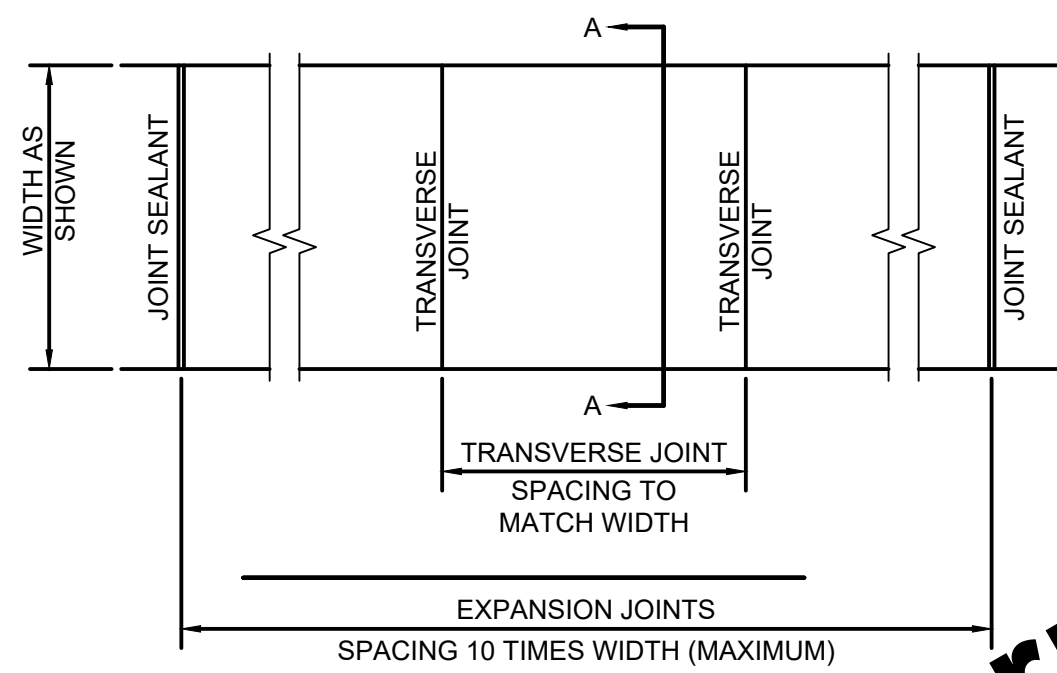 A
WIDTH AS
SHOWN
JOINT SEALANT
TRANSVERSE
JOINT
TRANSVERSE
JOINT
JOINT SEALANT
A
TRANSVERSE JOINT
SPACING TO
MATCH WIDTH
EXPANSION JOINTS
SPACING 10 TIMES WIDTH (MAXIMUM)